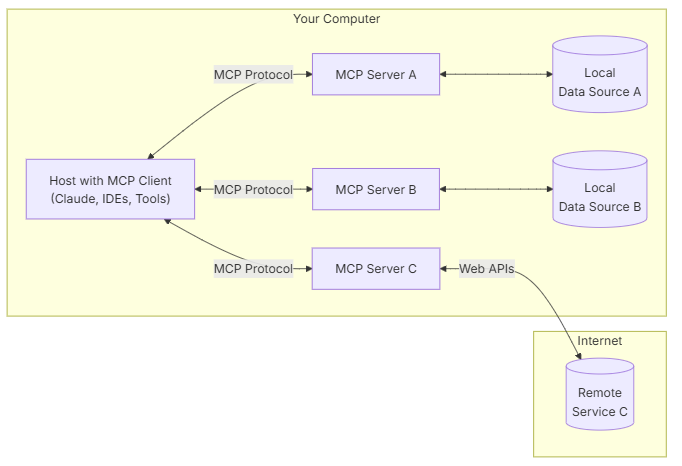 Your Computer
MCP Protocol
MCP Server A
Local
Data Source A
Host with MCP Client
(Claude, IDEs, Tools)
MCP Protocol
MCP Server B
Local
Data Source B
MCP Protocol
MCP Server C
Web APIs
Internet
Remote
Service C